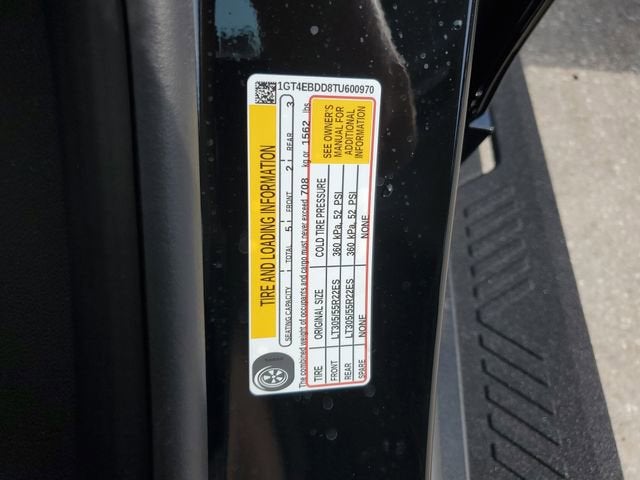 1GT4EBDD8TU600970
TIRE AND LOADING INFORMATION
SEATING CAPACITY TOTAL 5 FRONT 2 REAR 3
The combined weight of occupants and cargo must never exceed 708 kg or 1562 lbs
TIRE ORIGINAL SIZE COLD TIRE PRESSURE
FRONT LT305/55R22ES 360 kPa, 52 PSI
REAR LT305/55R22ES 360 kPa, 52 PSI
SPARE NONE NONE
SEE OWNER'S
MANUAL FOR
ADDITIONAL
INFORMATION